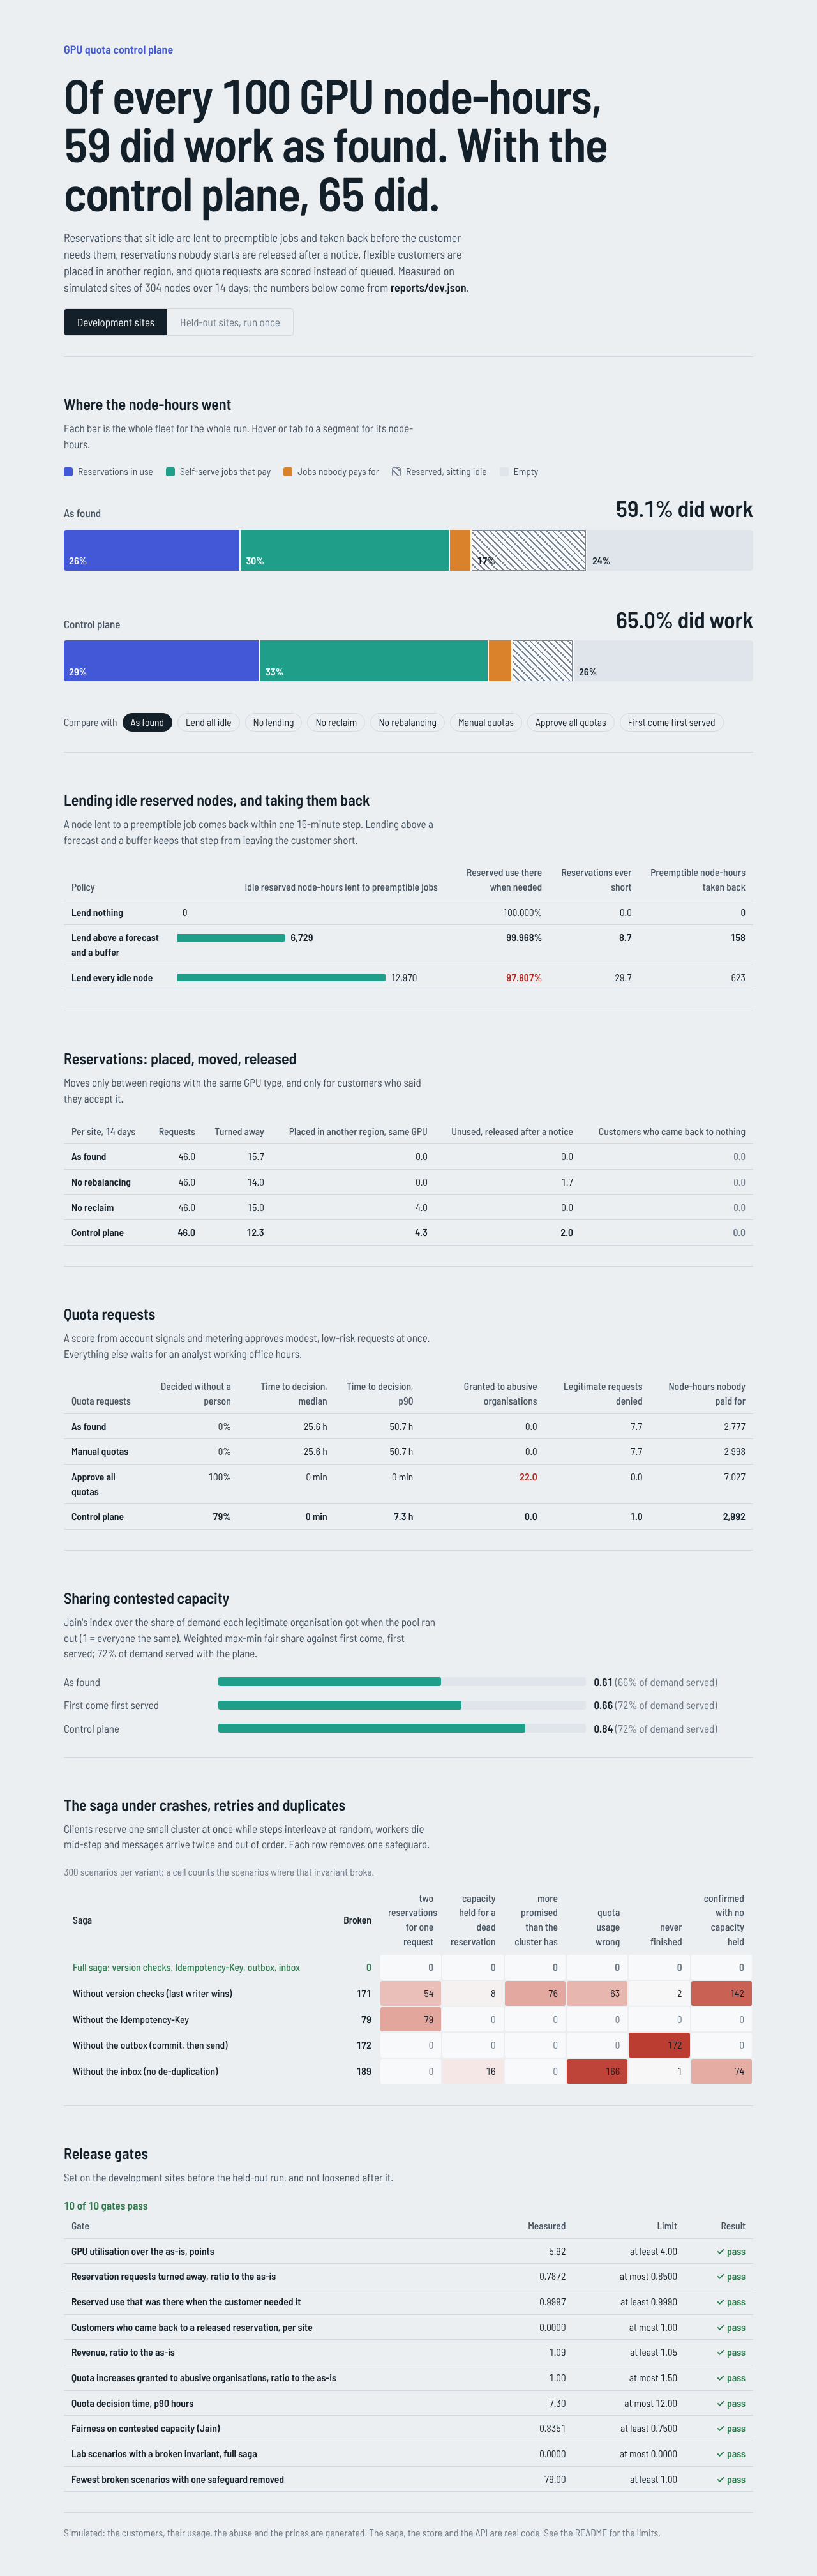 GPU quota control plane
Of every 100 GPU node-hours,
59 did work as found. With the
control plane, 65 did.
Reservations that sit idle are lent to preemptible jobs and taken back before the customer
needs them, reservations nobody starts are released after a notice, flexible customers are
placed in another region, and quota requests are scored instead of queued. Measured on
simulated sites of 304 nodes over 14 days; the numbers below come from reports/dev.json.
Development sites Held-out sites, run once
Where the node-hours went
Each bar is the whole fleet for the whole run. Hover or tab to a segment for its node-
hours.
Reservations in use Self-serve jobs that pay Jobs nobody pays for Reserved, sitting idle Empty
As found 59.1% did work
26% 30% 17% 24%
Control plane 65.0% did work
29% 33% 26%
Compare with As found Lend all idle No lending No reclaim No rebalancing Manual quotas Approve all quotas First come first served
Lending idle reserved nodes, and taking them back
A node lent to a preemptible job comes back within one 15-minute step. Lending above a
forecast and a buffer keeps that step from leaving the customer short.
Reserved use there Reservations ever Preemptible node-hours
Policy Idle reserved node-hours lent to preemptible jobs when needed short taken back
Lend nothing 0 100.000% 0.0 0
Lend above a forecast 6,729 99.968% 8.7 158
and a buffer
Lend every idle node 12,970 97.807% 29.7 623
Reservations: placed, moved, released
Moves only between regions with the same GPU type, and only for customers who said
they accept it.
Per site, 14 days Requests Turned away Placed in another region, same GPU Unused, released after a notice Customers who came back to nothing
As found 46.0 15.7 0.0 0.0 0.0
No rebalancing 46.0 14.0 0.0 1.7 0.0
No reclaim 46.0 15.0 4.0 0.0 0.0
Control plane 46.0 12.3 4.3 2.0 0.0
Quota requests
A score from account signals and metering approves modest, low-risk requests at once.
Everything else waits for an analyst working office hours.
Decided without a Time to decision, Time to decision, Granted to abusive Legitimate requests Node-hours nobody
Quota requests person median p90 organisations denied paid for
As found 0% 25.6 h 50.7 h 0.0 7.7 2,777
Manual quotas 0% 25.6 h 50.7 h 0.0 7.7 2,998
Approve all 100% 0 min 0 min 22.0 0.0 7,027
quotas
Control plane 79% 0 min 7.3 h 0.0 1.0 2,992
Sharing contested capacity
Jain's index over the share of demand each legitimate organisation got when the pool ran
out (1 = everyone the same). Weighted max-min fair share against first come, first
served; 72% of demand served with the plane.
As found 0.61 (66% of demand served)
First come first served 0.66 (72% of demand served)
Control plane 0.84 (72% of demand served)
The saga under crashes, retries and duplicates
Clients reserve one small cluster at once while steps interleave at random, workers die
mid-step and messages arrive twice and out of order. Each row removes one safeguard.
300 scenarios per variant; a cell counts the scenarios where that invariant broke.
two capacity more confirmed
reservations held for a promised quota with no
Saga Broken for one dead than the usage never capacity
request reservation cluster has wrong finished held
Full saga: version checks, Idempotency-Key, outbox, inbox 0 0 0 0 0 0 0
Without version checks (last writer wins) 171 54 8 76 63 2 142
Without the Idempotency-Key 79 79 0 0 0 0 0
Without the outbox (commit, then send) 172 0 0 0 0 172 0
Without the inbox (no de-duplication) 189 0 16 0 166 1 74
Release gates
Set on the development sites before the held-out run, and not loosened after it.
10 of 10 gates pass
Gate Measured Limit Result
GPU utilisation over the as-is, points 5.92 at least 4.00 ✓ pass
Reservation requests turned away, ratio to the as-is 0.7872 at most 0.8500 ✓ pass
Reserved use that was there when the customer needed it 0.9997 at least 0.9990 ✓ pass
Customers who came back to a released reservation, per site 0.0000 at most 1.00 ✓ pass
Revenue, ratio to the as-is 1.09 at least 1.05 ✓ pass
Quota increases granted to abusive organisations, ratio to the as-is 1.00 at most 1.50 ✓ pass
Quota decision time, p90 hours 7.30 at most 12.00 ✓ pass
Fairness on contested capacity (Jain) 0.8351 at least 0.7500 ✓ pass
Lab scenarios with a broken invariant, full saga 0.0000 at most 0.0000 ✓ pass
Fewest broken scenarios with one safeguard removed 79.00 at least 1.00 ✓ pass
Simulated: the customers, their usage, the abuse and the prices are generated. The saga, the store and the API are real code. See the README for the limits.